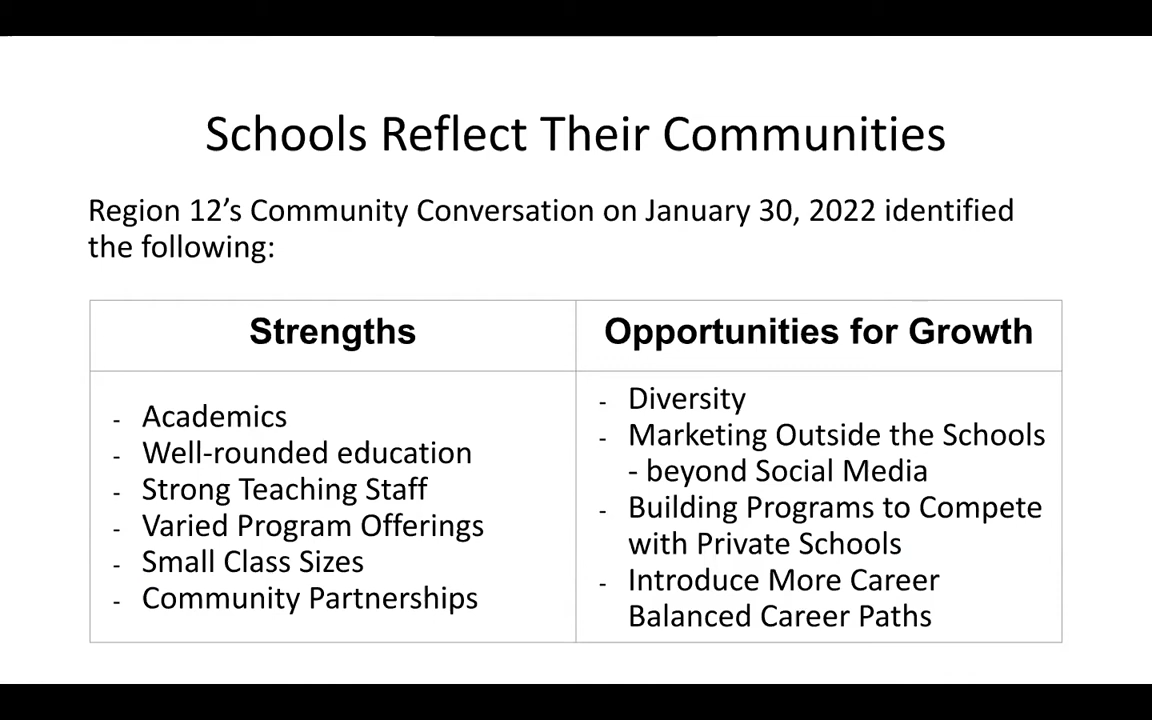 Schools Reflect Their Communities
Region 12’s Community Conversation on January 30, 2022 identified
the following:
Strengths
- Academics
- Well-rounded education
- Strong Teaching Staff
- Varied Program Offerings
- Small Class Sizes
- Community Partnerships
Opportunities for Growth
- Diversity
- Marketing Outside the Schools
- beyond Social Media
- Building Programs to Compete
with Private Schools
- Introduce More Career
Balanced Career Paths